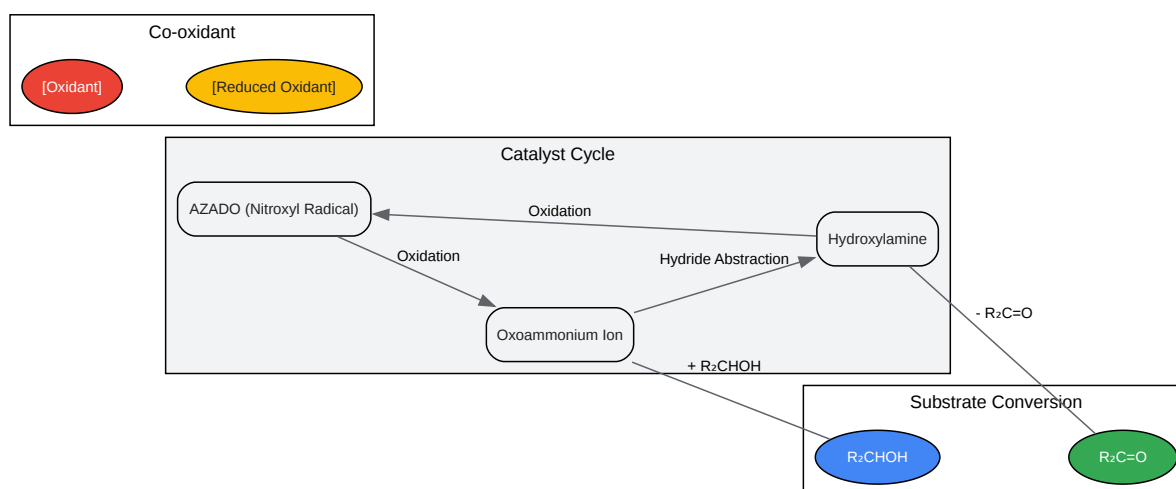 Co-oxidant
[Oxidant]
[Reduced Oxidant]
Catalyst Cycle
AZADO (Nitroxyl Radical)
Oxidation
Hydroxylamine
Oxidation
Hydride Abstraction
Oxoammonium Ion
- R₂C=O
+ R₂CHOH
Substrate Conversion
R₂CHOH
R₂C=O